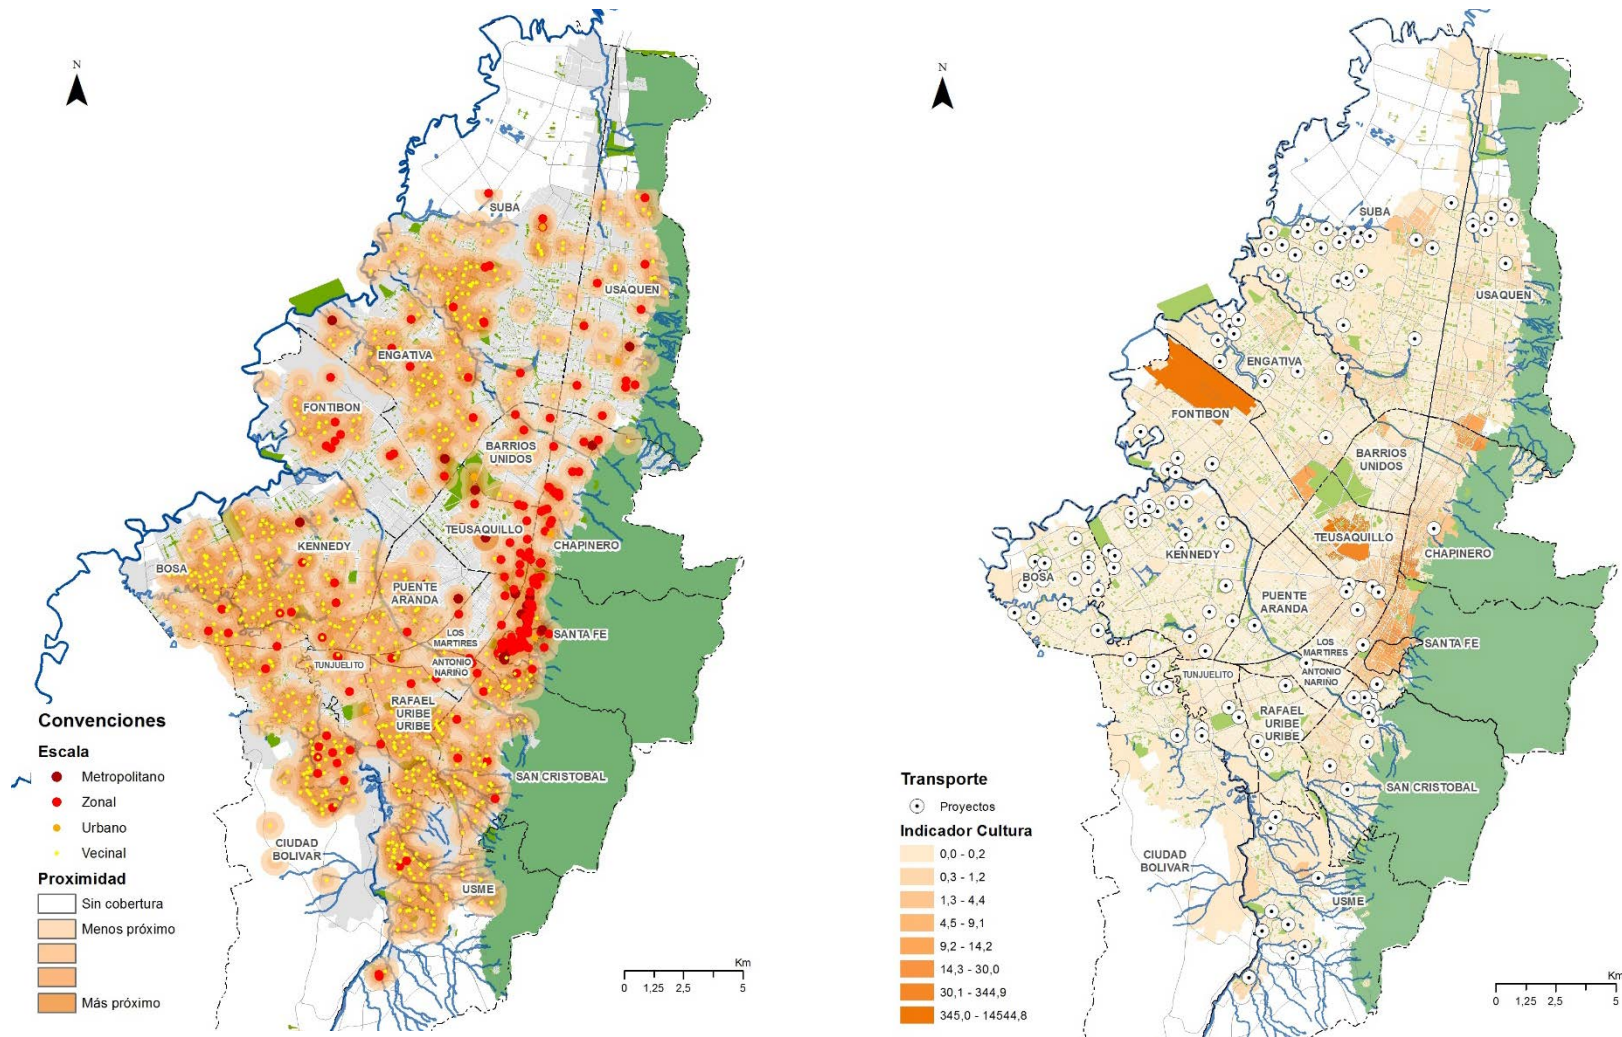 N
SUBA
USAQUEN
ENGATIVA
FONTIBON
BARRIOS
UNIDOS
TEUSAQUILLO
CHAPINERO
KENNEDY
BOSA
PUENTE
ARANDA
LOS
MARTIRES
SANTA FE
TUNJUELITO
ANTONIO
NARIÑO
RAFAEL
URIBE
URIBE
SAN CRISTOBAL
CIUDAD
BOLIVAR
USME
Convenciones
Escala
Metropolitano
Zonal
Urbano
Vecinal
Proximidad
Sin cobertura
Menos próximo
Más próximo
Km
0 1,25 2,5 5
N
SUBA
USAQUEN
ENGATIVA
FONTIBON
BARRIOS
UNIDOS
TEUSAQUILLO
CHAPINERO
KENNEDY
BOSA
PUENTE
ARANDA
LOS
MARTIRES
SANTA FE
ANTONIO
NARIÑO
TUNJUELITO
RAFAEL
URIBE
URIBE
SAN CRISTOBAL
CIUDAD
BOLIVAR
USME
Transporte
Proyectos
Indicador Cultura
0,0 - 0,2
0,3 - 1,2
1,3 - 4,4
4,5 - 9,1
9,2 - 14,2
14,3 - 30,0
30,1 - 344,9
345,0 - 14544,8
Km
0 1,25 2,5 5